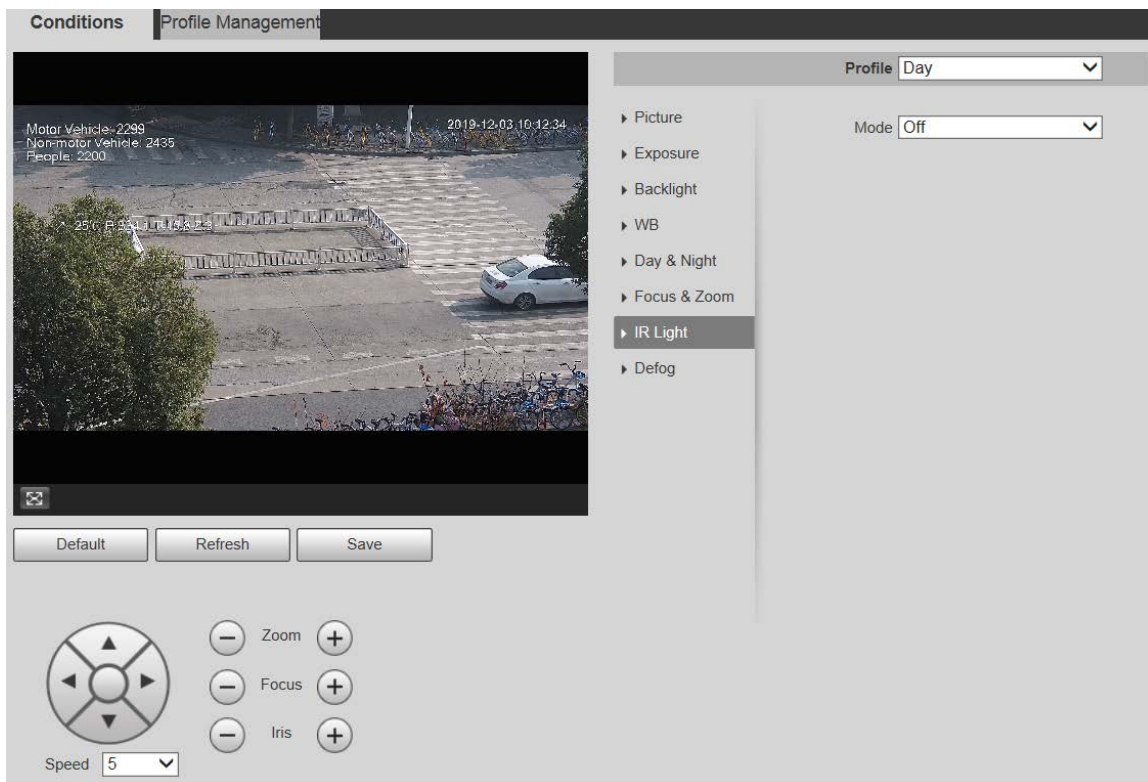 Conditions
Profile Management
Profile Day
Motor Vehicle: 2299
Non-motor Vehicle: 2435
People: 2200
2019-12-03 10:12:34
Picture
Exposure
Backlight
WB
Day & Night
Focus & Zoom
IR Light
Defog
Mode Off
Default
Refresh
Save
Zoom
Focus
Iris
Speed 5